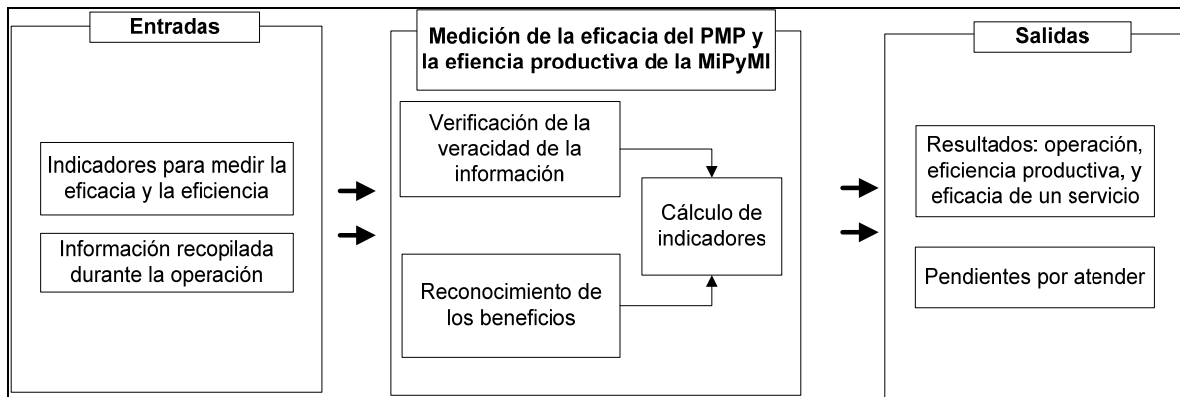 Entradas
Indicadores para medir la
eficacia y la eficiencia
Información recopilada
durante la operación
Medición de la eficacia del PMP y
la efiencia productiva de la MiPyMI
Verificación de la
veracidad de la
información
Reconocimiento de
los beneficios
Cálculo de
indicadores
Salidas
Resultados: operación,
eficiencia productiva, y
eficacia de un servicio
Pendientes por atender